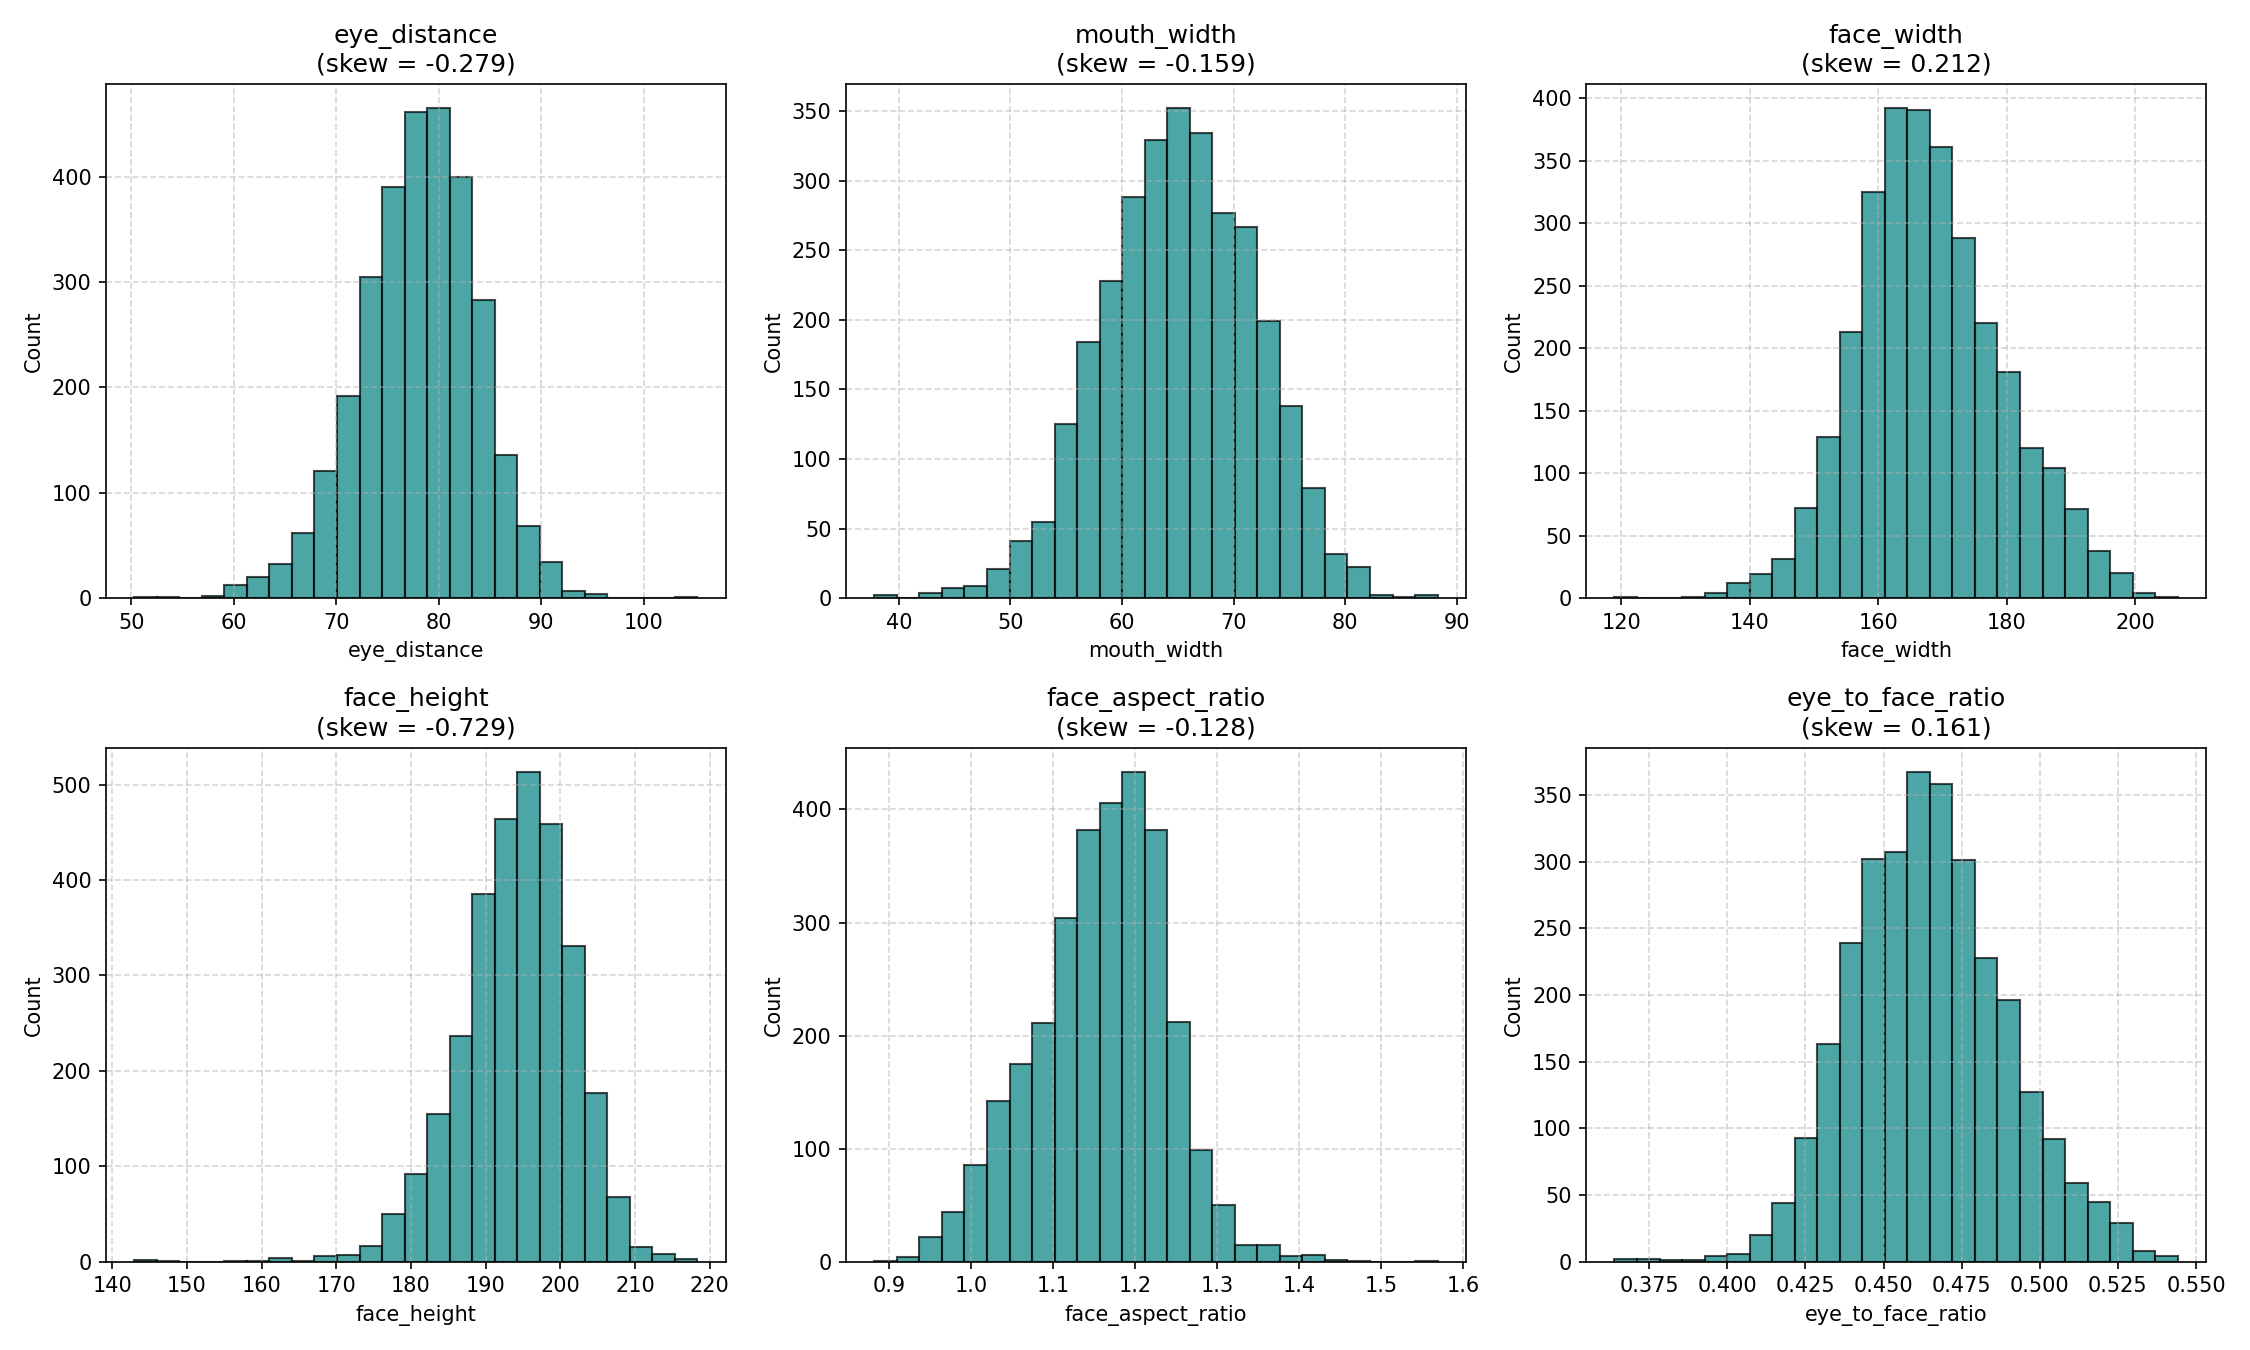 eye_distance
(skew = -0.279)
Count
400
300
200
100
0
50 60 70 80 90 100
eye_distance
mouth_width
(skew = -0.159)
Count
350
300
250
200
150
100
50
0
40 50 60 70 80 90
mouth_width
face_width
(skew = 0.212)
Count
400
350
300
250
200
150
100
50
0
120 140 160 180 200
face_width
face_height
(skew = -0.729)
Count
500
400
300
200
100
0
140 150 160 170 180 190 200 210 220
face_height
face_aspect_ratio
(skew = -0.128)
Count
400
300
200
100
0
0.9 1.0 1.1 1.2 1.3 1.4 1.5 1.6
face_aspect_ratio
eye_to_face_ratio
(skew = 0.161)
Count
350
300
250
200
150
100
50
0
0.375 0.400 0.425 0.450 0.475 0.500 0.525 0.550
eye_to_face_ratio